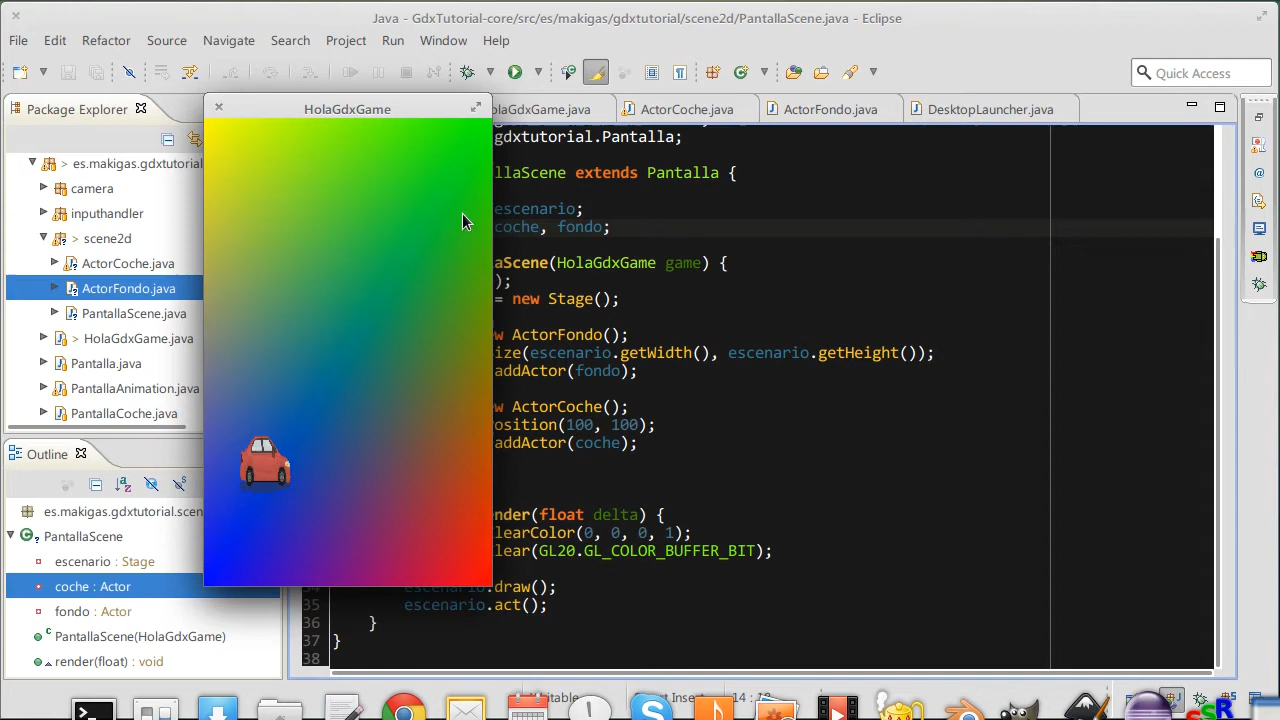 Java - GdxTutorial-core/src/es/makigas/gdxtutorial/scene2d/PantallaScene.java - Eclipse
File Edit Refactor Source Navigate Search Project Run Window Help
Quick Access
Package Explorer
HolaGdxGame
olaGdxGame.java
ActorCoche.java
ActorFondo.java
DesktopLauncher.java
> es.makigas.gdxtutorial
camera
inputhandler
> scene2d
ActorCoche.java
ActorFondo.java
PantallaScene.java
> HolaGdxGame.java
Pantalla.java
PantallaAnimation.java
PantallaCoche.java
Outline
es.makigas.gdxtutorial.scen
PantallaScene
escenario : Stage
coche : Actor
fondo : Actor
PantallaScene(HolaGdxGame)
render(float) : void
gdxtutorial.Pantalla;
llaScene extends Pantalla {
escenario;
coche, fondo;
aScene(HolaGdxGame game) {
);
= new Stage();
w ActorFondo();
ize(escenario.getWidth(), escenario.getHeight());
addActor(fondo);
w ActorCoche();
osition(100, 100);
addActor(coche);
nder(float delta) {
learColor(0, 0, 0, 1);
lear(GL20.GL_COLOR_BUFFER_BIT);
34 escenario.draw();
35 escenario.act();
36 }
37 }
38